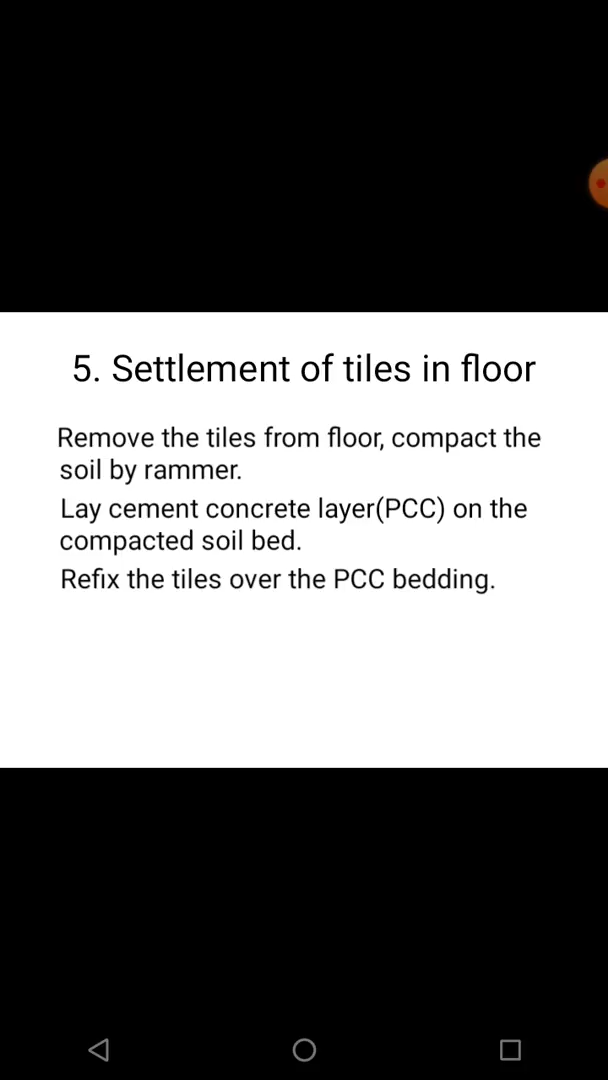 5. Settlement of tiles in floor
Remove the tiles from floor, compact the
soil by rammer.
Lay cement concrete layer(PCC) on the
compacted soil bed.
Refix the tiles over the PCC bedding.